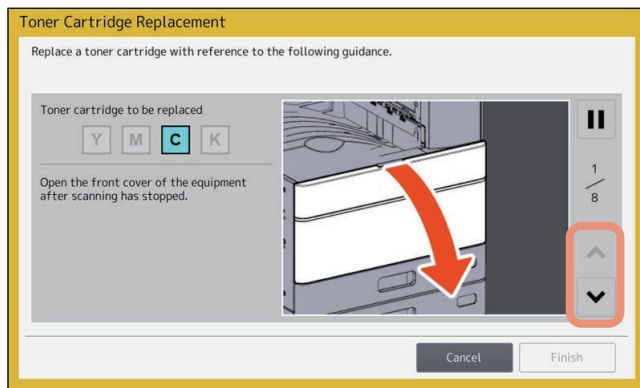 Toner Cartridge Replacement
Replace a toner cartridge with reference to the following guidance.
Toner cartridge to be replaced
Y M C K
Open the front cover of the equipment
after scanning has stopped.
1
8
Cancel Finish